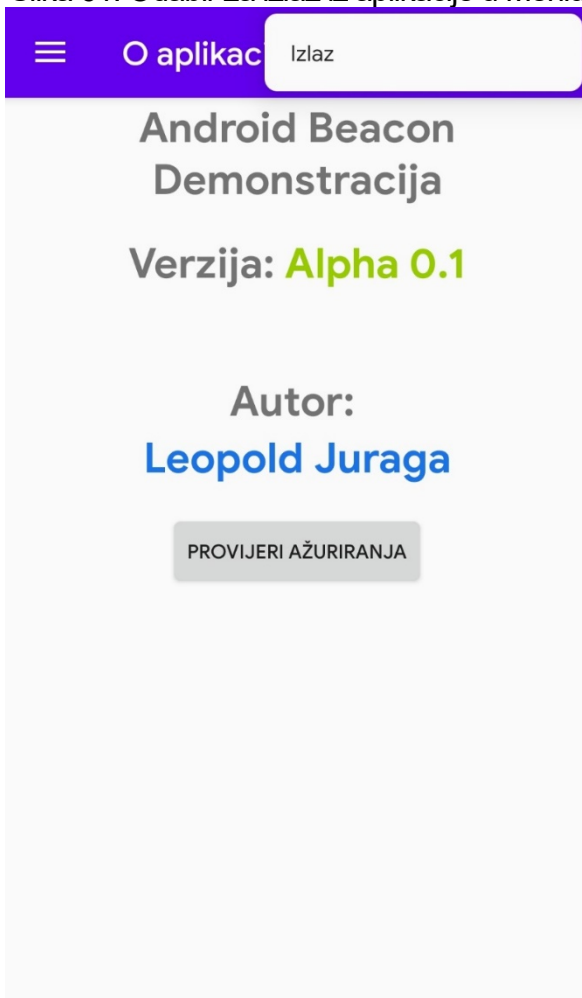 O aplikac
Izlaz
Android Beacon
Demonstracija
Verzija: Alpha 0.1
Autor:
Leopold Juraga
PROVIJERI AŽURIRANJA